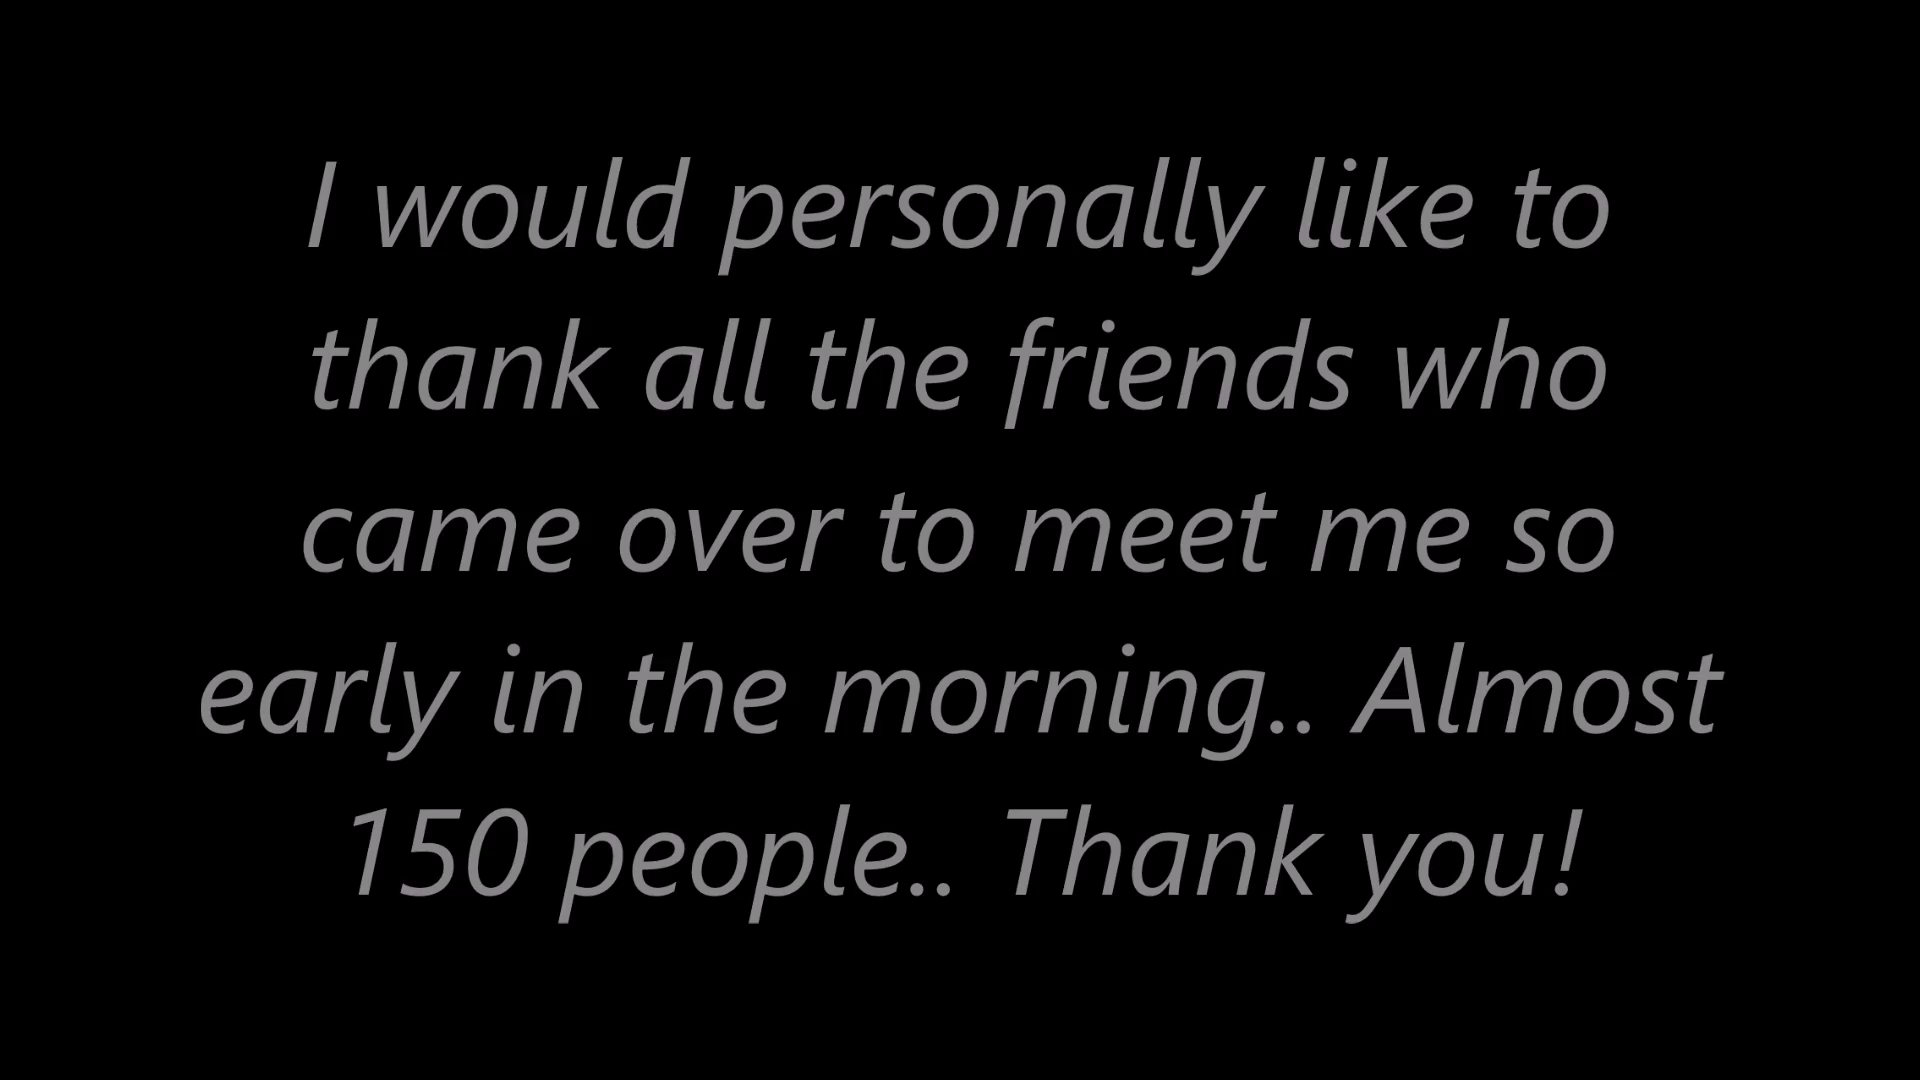 I would personally like to
thank all the friends who
came over to meet me so
early in the morning.. Almost
150 people.. Thank you!